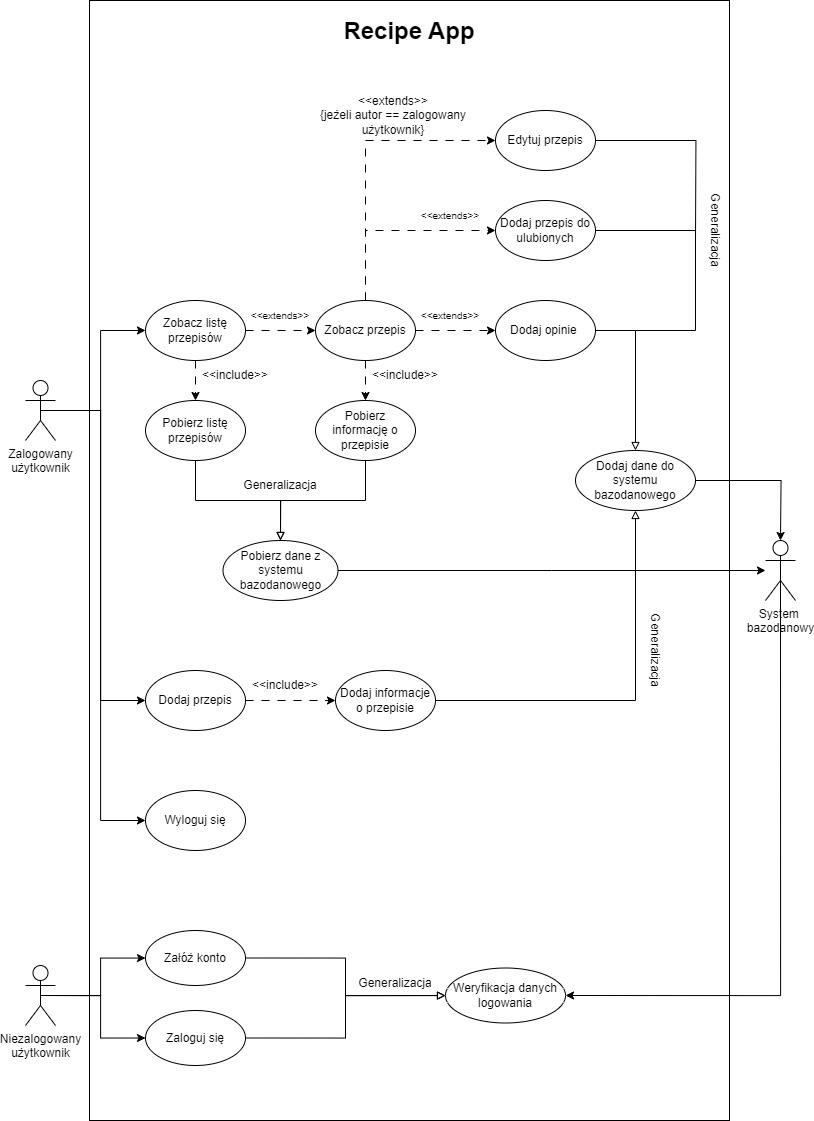 Recipe App
<<extends>>
{jeżeli autor == zalogowany
użytkownik}
Edytuj przepis
Generalizacja
<<extends>>
Dodaj przepis do
ulubionych
Zobacz listę
przepisów
<<extends>>
Zobacz przepis
<<extends>>
Dodaj opinie
<<include>>
<<include>>
Zalogowany
użytkownik
Pobierz listę
przepisów
Pobierz
informację o
przepisie
Generalizacja
Dodaj dane do
systemu
bazodanowego
Pobierz dane z
systemu
bazodanowego
System
bazodanowy
Generalizacja
Dodaj przepis
<<include>>
Dodaj informacje
o przepisie
Wyloguj się
Załóż konto
Niezalogowany
użytkownik
Generalizacja
Weryfikacja danych
logowania
Zaloguj się